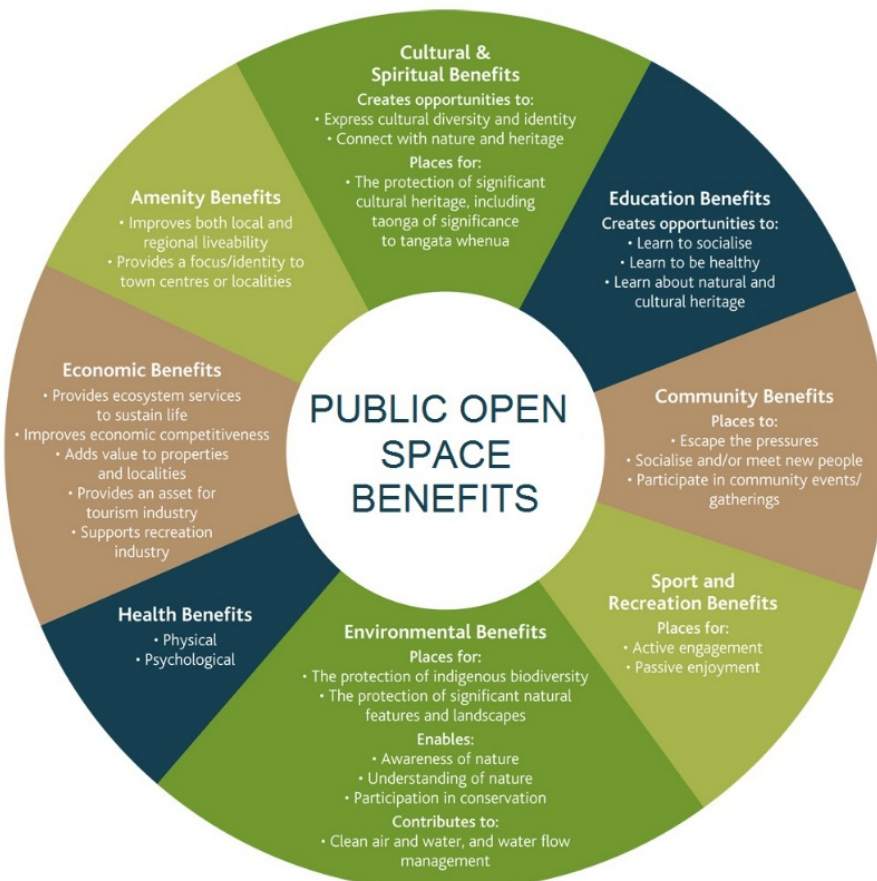 Cultural &
Spiritual Benefits
Creates opportunities to:
• Express cultural diversity and identity
• Connect with nature and heritage
Places for:
• The protection of significant
cultural heritage, including
taonga of significance
to tangata whenua
Education Benefits
Creates opportunities to:
• Learn to socialise
• Learn to be healthy
• Learn about natural and
cultural heritage
Community Benefits
Places to:
• Escape the pressures
• Socialise and/or meet new people
• Participate in community events/
gatherings
Sport and
Recreation Benefits
Places for:
• Active engagement
• Passive enjoyment
Environmental Benefits
Places for:
• The protection of indigenous biodiversity
• The protection of significant natural
features and landscapes
Enables:
• Awareness of nature
• Understanding of nature
• Participation in conservation
Contributes to:
• Clean air and water, and water flow
management
Health Benefits
• Physical
• Psychological
Economic Benefits
• Provides ecosystem services
to sustain life
• Improves economic competitiveness
• Adds value to properties
and localities
• Provides an asset for
tourism industry
• Supports recreation
industry
Amenity Benefits
• Improves both local and
regional liveability
• Provides a focus/identity to
town centres or localities
PUBLIC OPEN
SPACE
BENEFITS